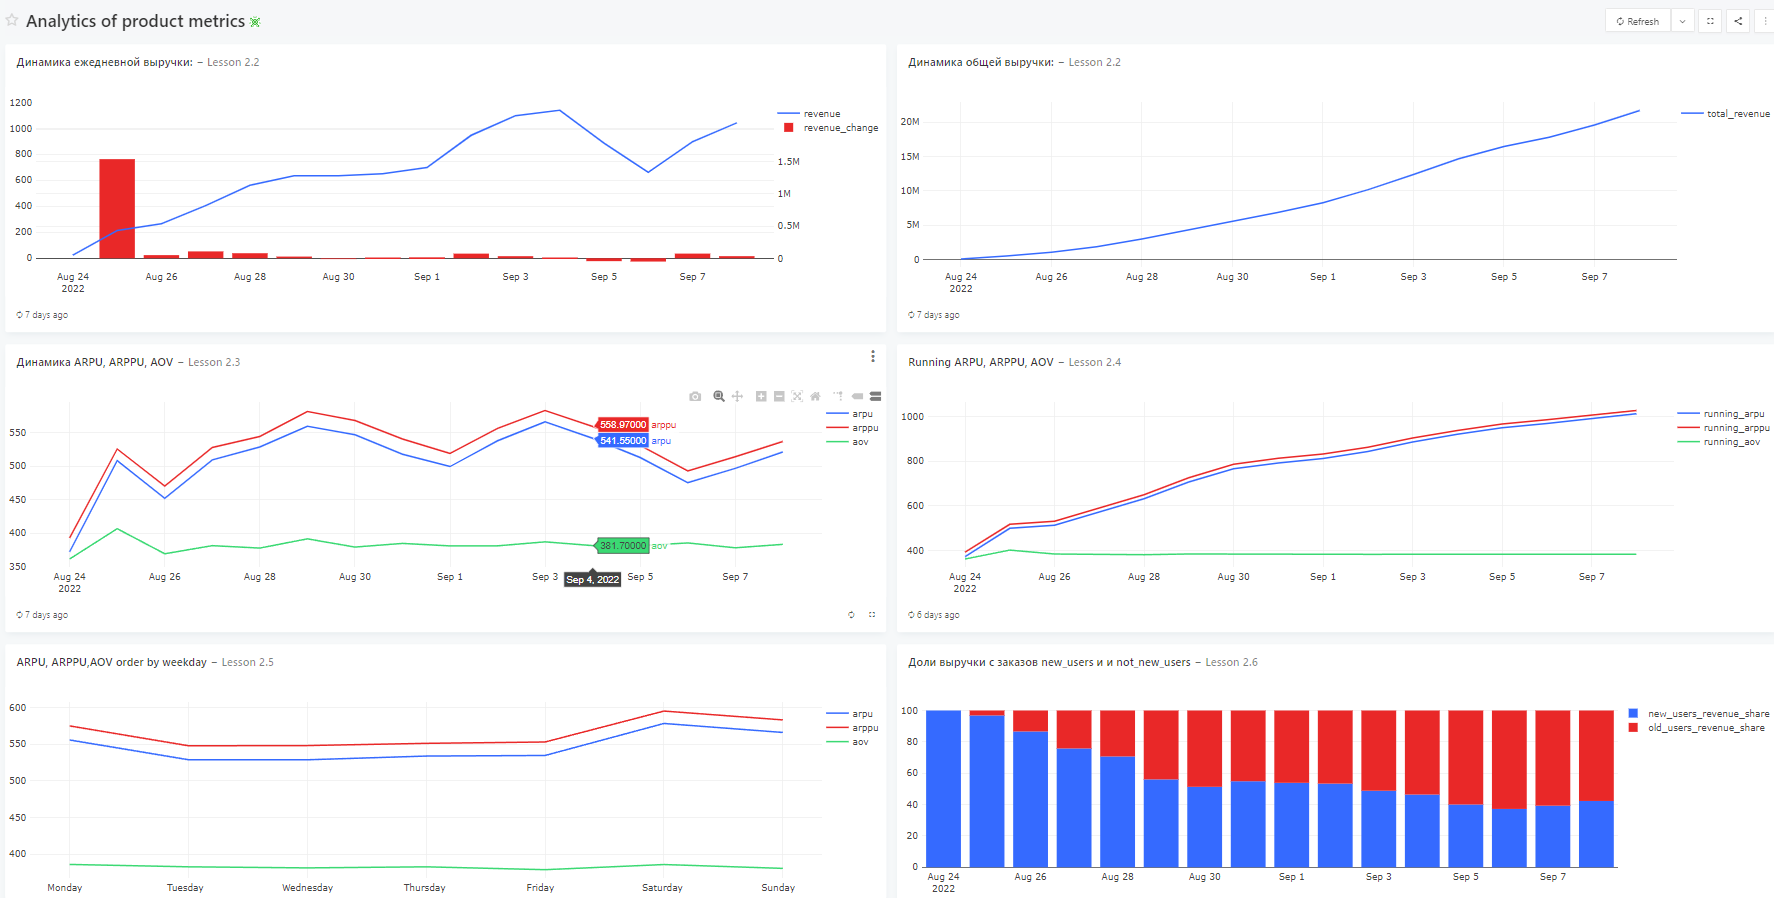 Analytics of product metrics
Refresh
Динамика ежедневной выручки: – Lesson 2.2
1200
1000
800
600
400
200
0
1.5M
1M
0.5M
0
revenue
revenue_change
Aug 24
2022
Aug 26
Aug 28
Aug 30
Sep 1
Sep 3
Sep 5
Sep 7
7 days ago
Динамика общей выручки: – Lesson 2.2
20M
15M
10M
5M
0
total_revenue
Aug 24
2022
Aug 26
Aug 28
Aug 30
Sep 1
Sep 3
Sep 5
Sep 7
7 days ago
Динамика ARPU, ARPPU, AOV – Lesson 2.3
550
500
450
400
350
558.97000 arppu
541.55000 arpu
381.70000 aov
arpu
arppu
aov
Aug 24
2022
Aug 26
Aug 28
Aug 30
Sep 1
Sep 3
Sep 4, 2022
Sep 5
Sep 7
7 days ago
Running ARPU, ARPPU, AOV – Lesson 2.4
1000
800
600
400
running_arpu
running_arppu
running_aov
Aug 24
2022
Aug 26
Aug 28
Aug 30
Sep 1
Sep 3
Sep 5
Sep 7
6 days ago
ARPU, ARPPU,AOV order by weekday – Lesson 2.5
600
550
500
450
400
arpu
arppu
aov
Monday
Tuesday
Wednesday
Thursday
Friday
Saturday
Sunday
Доли выручки с заказов new_users и и not_new_users – Lesson 2.6
100
80
60
40
20
0
new_users_revenue_share
old_users_revenue_share
Aug 24
2022
Aug 26
Aug 28
Aug 30
Sep 1
Sep 3
Sep 5
Sep 7